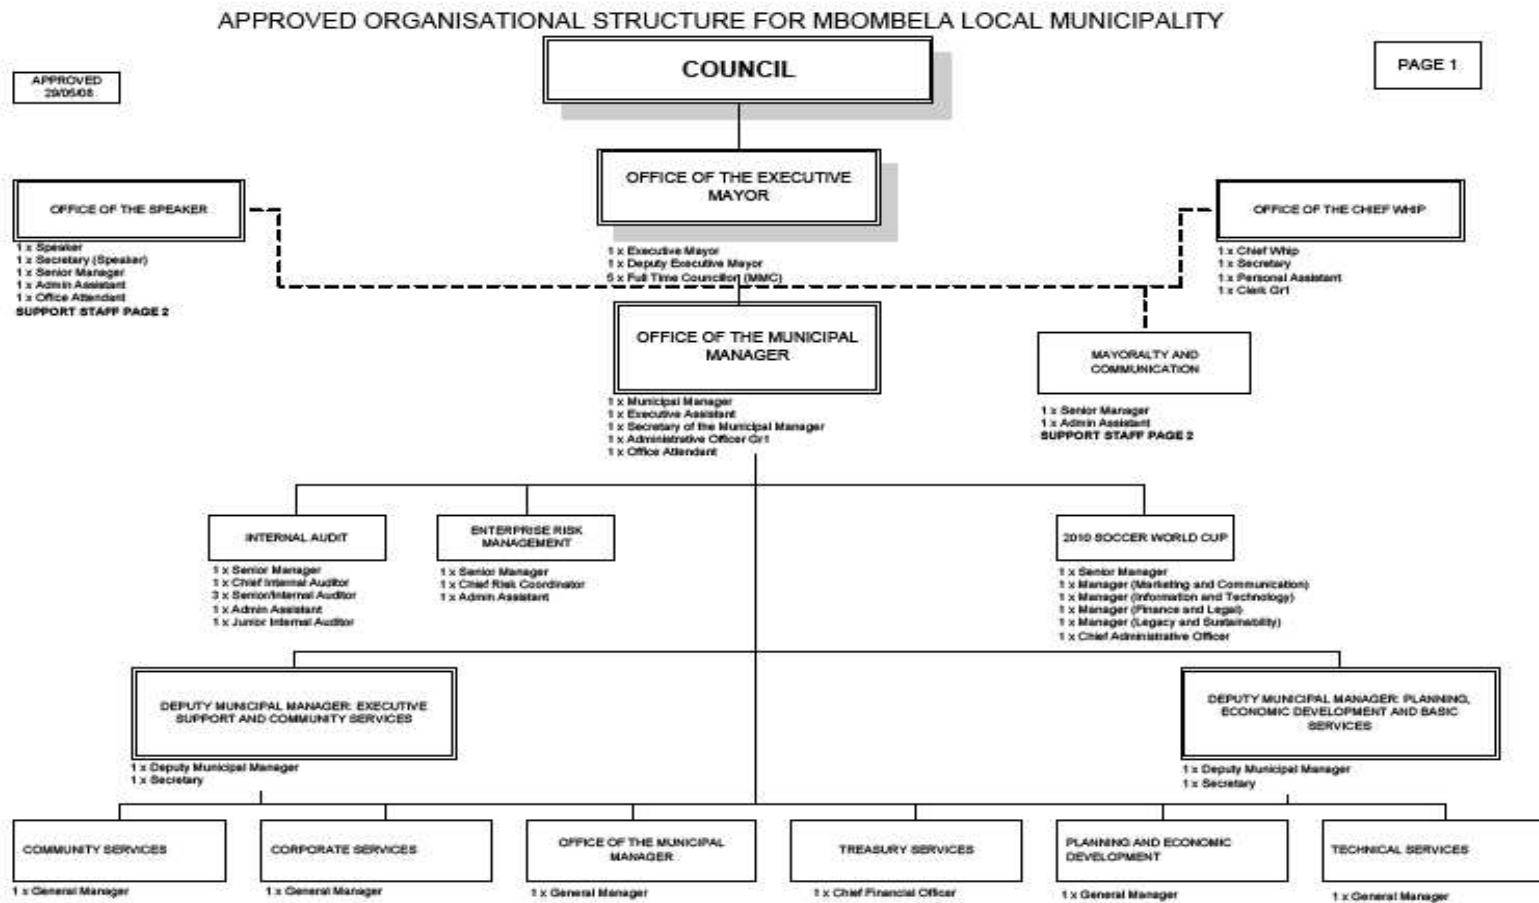 APPROVED ORGANISATIONAL STRUCTURE FOR MBOMBELA LOCAL MUNICIPALITY
APPROVED
29/05/08
COUNCIL
PAGE 1
OFFICE OF THE EXECUTIVE
MAYOR
1 x Executive Mayor
1 x Deputy Executive Mayor
6 x Full Time Councillor (MMC)
OFFICE OF THE SPEAKER
1 x Speaker
1 x Secretary (Speaker)
1 x Senior Manager
1 x Admin Assistant
1 x Office Attendant
SUPPORT STAFF PAGE 2
OFFICE OF THE CHIEF WHIP
1 x Chief Whip
1 x Secretary
1 x Personal Assistant
1 x Clerk Gr1
OFFICE OF THE MUNICIPAL
MANAGER
1 x Municipal Manager
1 x Executive Assistant
1 x Secretary of the Municipal Manager
1 x Administrative Officer Gr1
1 x Office Attendant
MAYORALTY AND
COMMUNICATION
1 x Senior Manager
1 x Admin Assistant
SUPPORT STAFF PAGE 2
INTERNAL AUDIT
1 x Senior Manager
1 x Chief Internal Auditor
3 x Senior/Internal Auditor
1 x Admin Assistant
1 x Junior Internal Auditor
ENTERPRISE RISK
MANAGEMENT
1 x Senior Manager
1 x Chief Risk Coordinator
1 x Admin Assistant
2010 SOCCER WORLD CUP
1 x Senior Manager
1 x Manager (Marketing and Communication)
1 x Manager (Information and Technology)
1 x Manager (Finance and Legal)
1 x Manager (Legacy and Sustainability)
1 x Chief Administrative Officer
DEPUTY MUNICIPAL MANAGER: EXECUTIVE
SUPPORT AND COMMUNITY SERVICES
1 x Deputy Municipal Manager
1 x Secretary
DEPUTY MUNICIPAL MANAGER: PLANNING,
ECONOMIC DEVELOPMENT AND BASIC
SERVICES
1 x Deputy Municipal Manager
1 x Secretary
COMMUNITY SERVICES
1 x General Manager
CORPORATE SERVICES
1 x General Manager
OFFICE OF THE MUNICIPAL
MANAGER
1 x General Manager
TREASURY SERVICES
1 x Chief Financial Officer
PLANNING AND ECONOMIC
DEVELOPMENT
1 x General Manager
TECHNICAL SERVICES
1 x General Manager